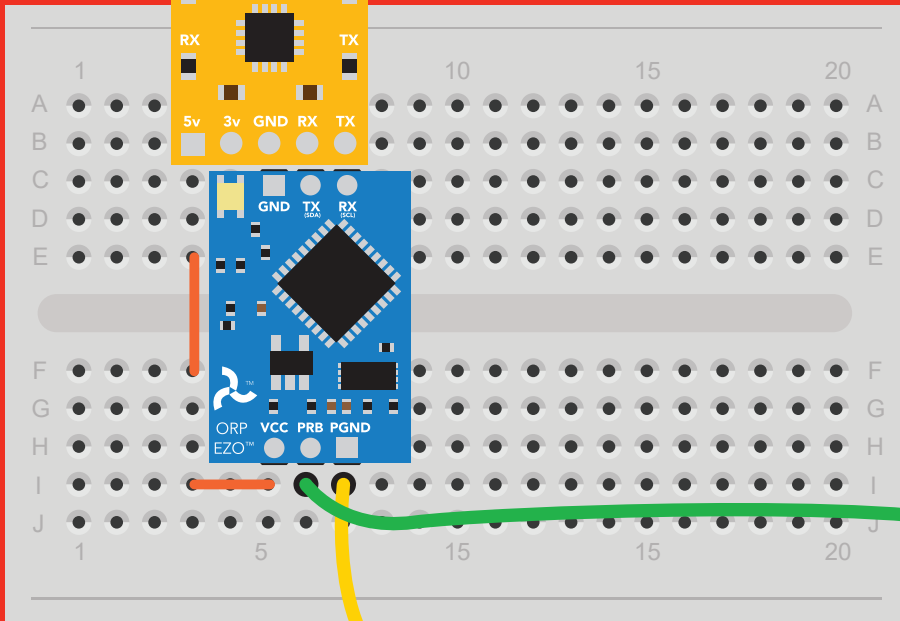 RX TX
1 10 15 20
A A
5v 3v GND RX TX
B B
C C
GND TX RX
(SDA) (SCL)
D D
E E
F F
TM
G G
ORP VCC PRB PGND
H H
EZO™
I I
J J
1 5 15 15 20